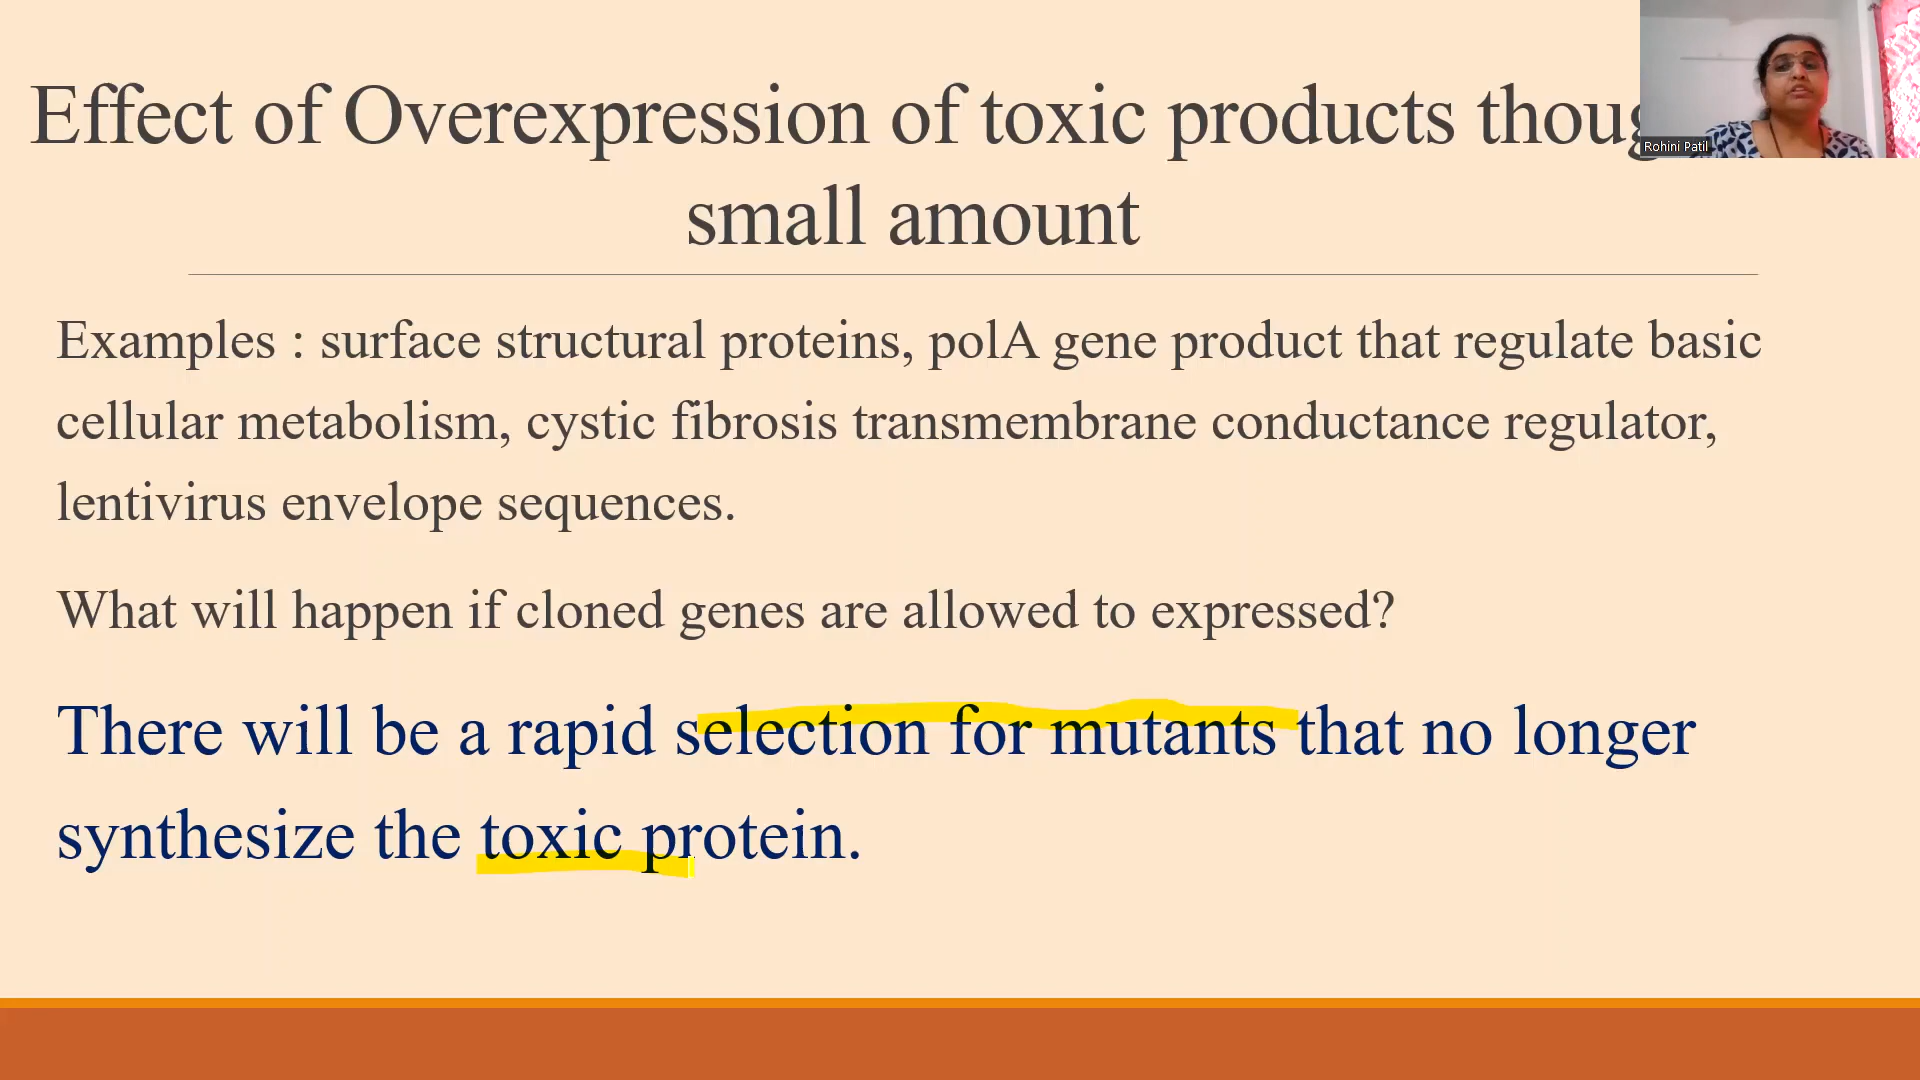 Effect of Overexpression of toxic products thoug
small amount
Rohini Patil
Examples : surface structural proteins, polA gene product that regulate basic
cellular metabolism, cystic fibrosis transmembrane conductance regulator,
lentivirus envelope sequences.
What will happen if cloned genes are allowed to expressed?
There will be a rapid selection for mutants that no longer
synthesize the toxic protein.